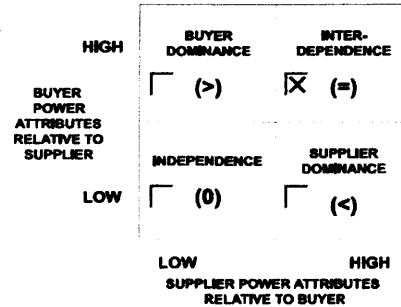 HIGH
BUYER
DOMINANCE
(>)
INTER-
DEPENDENCE
X
(=)
BUYER
POWER
ATTRIBUTES
RELATIVE TO
SUPPLIER
INDEPENDENCE
(0)
SUPPLIER
DOMINANCE
(<)
LOW
LOW HIGH
SUPPLIER POWER ATTRIBUTES
RELATIVE TO BUYER